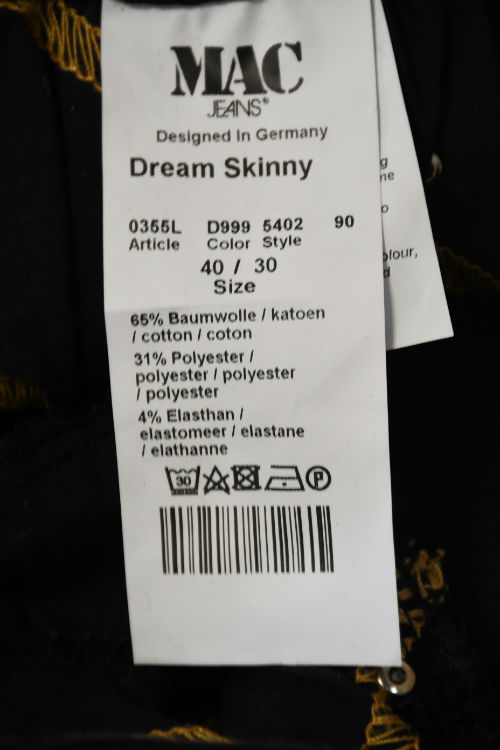 MAC
JEANS®
Designed In Germany
Dream Skinny
0355L D999 5402 90
Article Color Style
40 / 30
Size
65% Baumwolle / katoen
/ cotton / coton
31% Polyester /
polyester / polyester
/ polyester
4% Elasthan /
elastomeer / elastane
/ elathanne
30
P